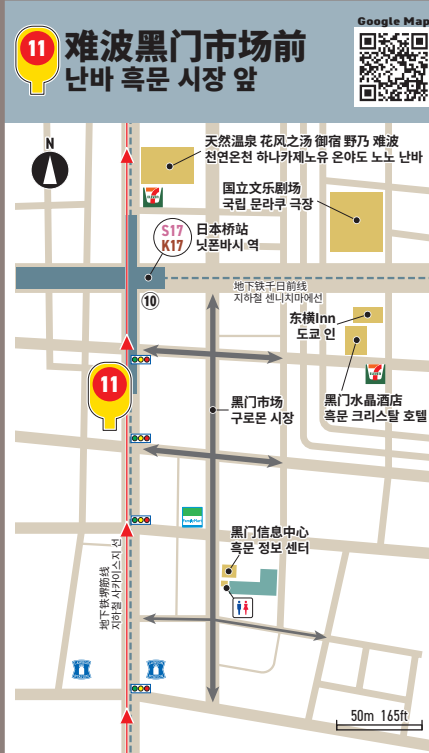 Google Map
11
难波黑门市场前
난바 흑문 시장 앞
N
天然温泉 花风之汤 御宿 野乃 难波
천연온천 하나카제노유 온야도 노노 난바
国立文乐剧场
국립 문라쿠 극장
S17
K17
日本桥站
닛폰바시 역
⑩
地下铁千日前线
지하철 센니치마에선
东横Inn
도쿄 인
11
黑门市场
구로몬 시장
黑门水晶酒店
흑문 크리스탈 호텔
FamilyMart
黑门信息中心
흑문 정보 센터
地下铁堺筋线
지하철 사카이스지 선
50m 165ft